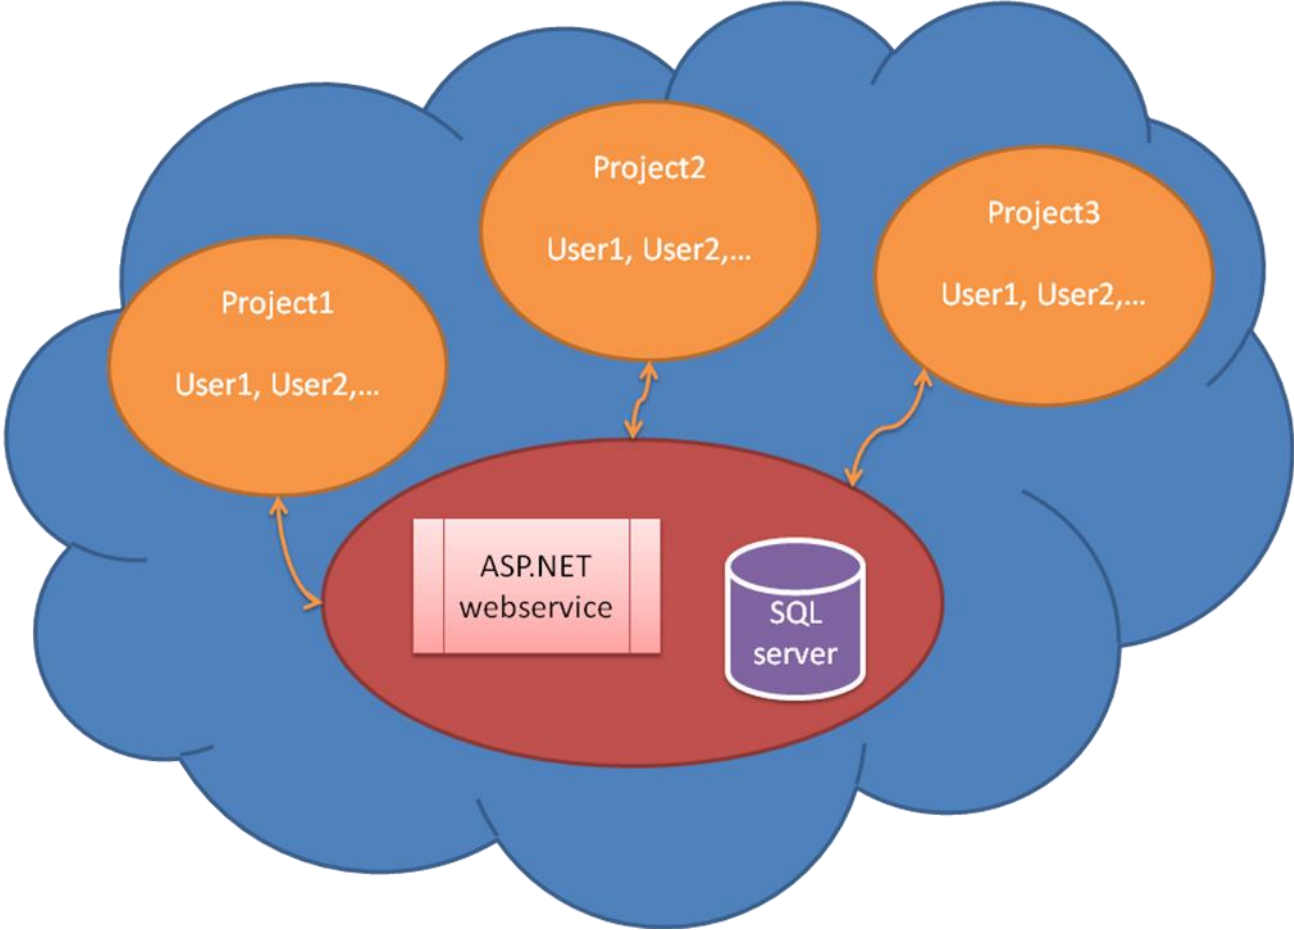 Project2
User1, User2,...
Project3
User1, User2,...
Project1
User1, User2,...
ASP.NET
webservice
SQL
server